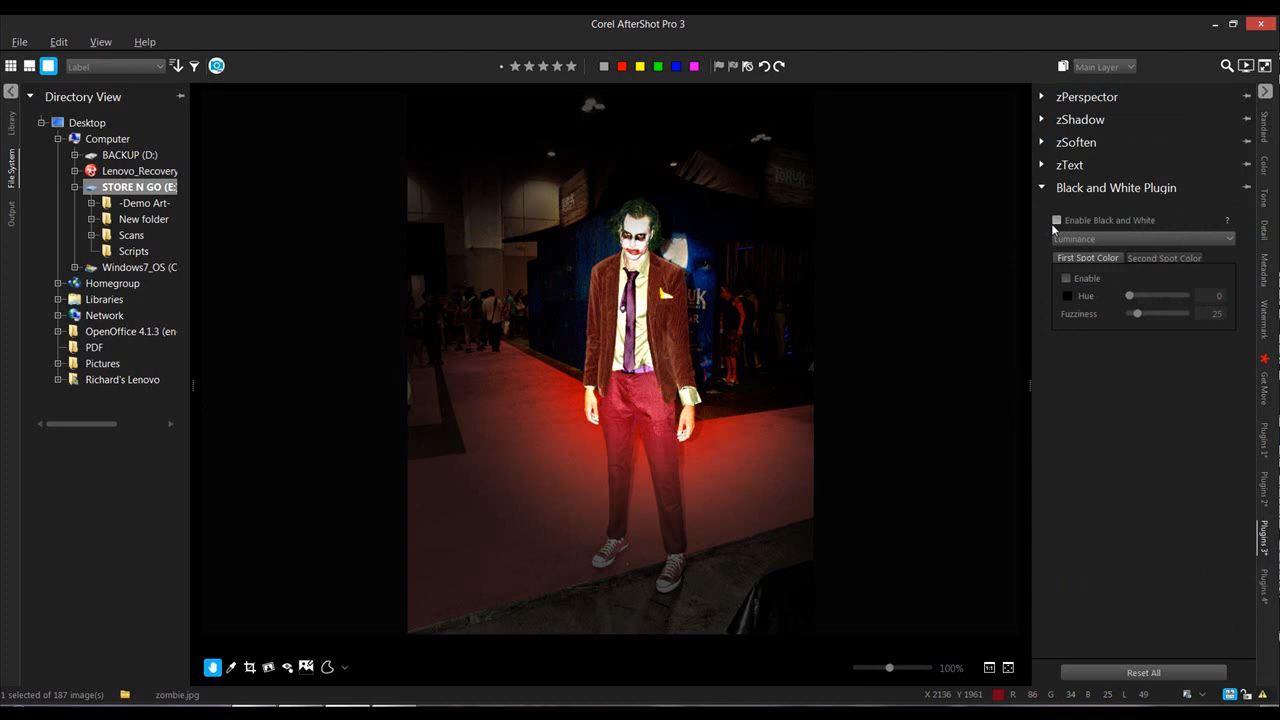 Corel AfterShot Pro 3
File Edit View Help
Label
Main Layer
Directory View
Library
File System
Output
Desktop
Computer
BACKUP (D:)
Lenovo_Recovery
STORE N GO (E:
-Demo Art-
New folder
Scans
Scripts
Windows7_OS (C
Homegroup
Libraries
Network
OpenOffice 4.1.3 (en-
PDF
Pictures
Richard's Lenovo
TORUK
zPerspector
zShadow
zSoften
zText
Black and White Plugin
Enable Black and White ?
Luminance
First Spot Color Second Spot Color
Enable
Hue 0
Fuzziness 25
Standard
Color
Tone
Detail
Metadata
Watermark
Get More
Plugins 1*
Plugins 2*
Plugins 3*
Plugins 4*
100%
1:1
Reset All
1 selected of 187 image(s) zombie.jpg X 2136 Y 1961 R 86 G 34 B 25 L 49